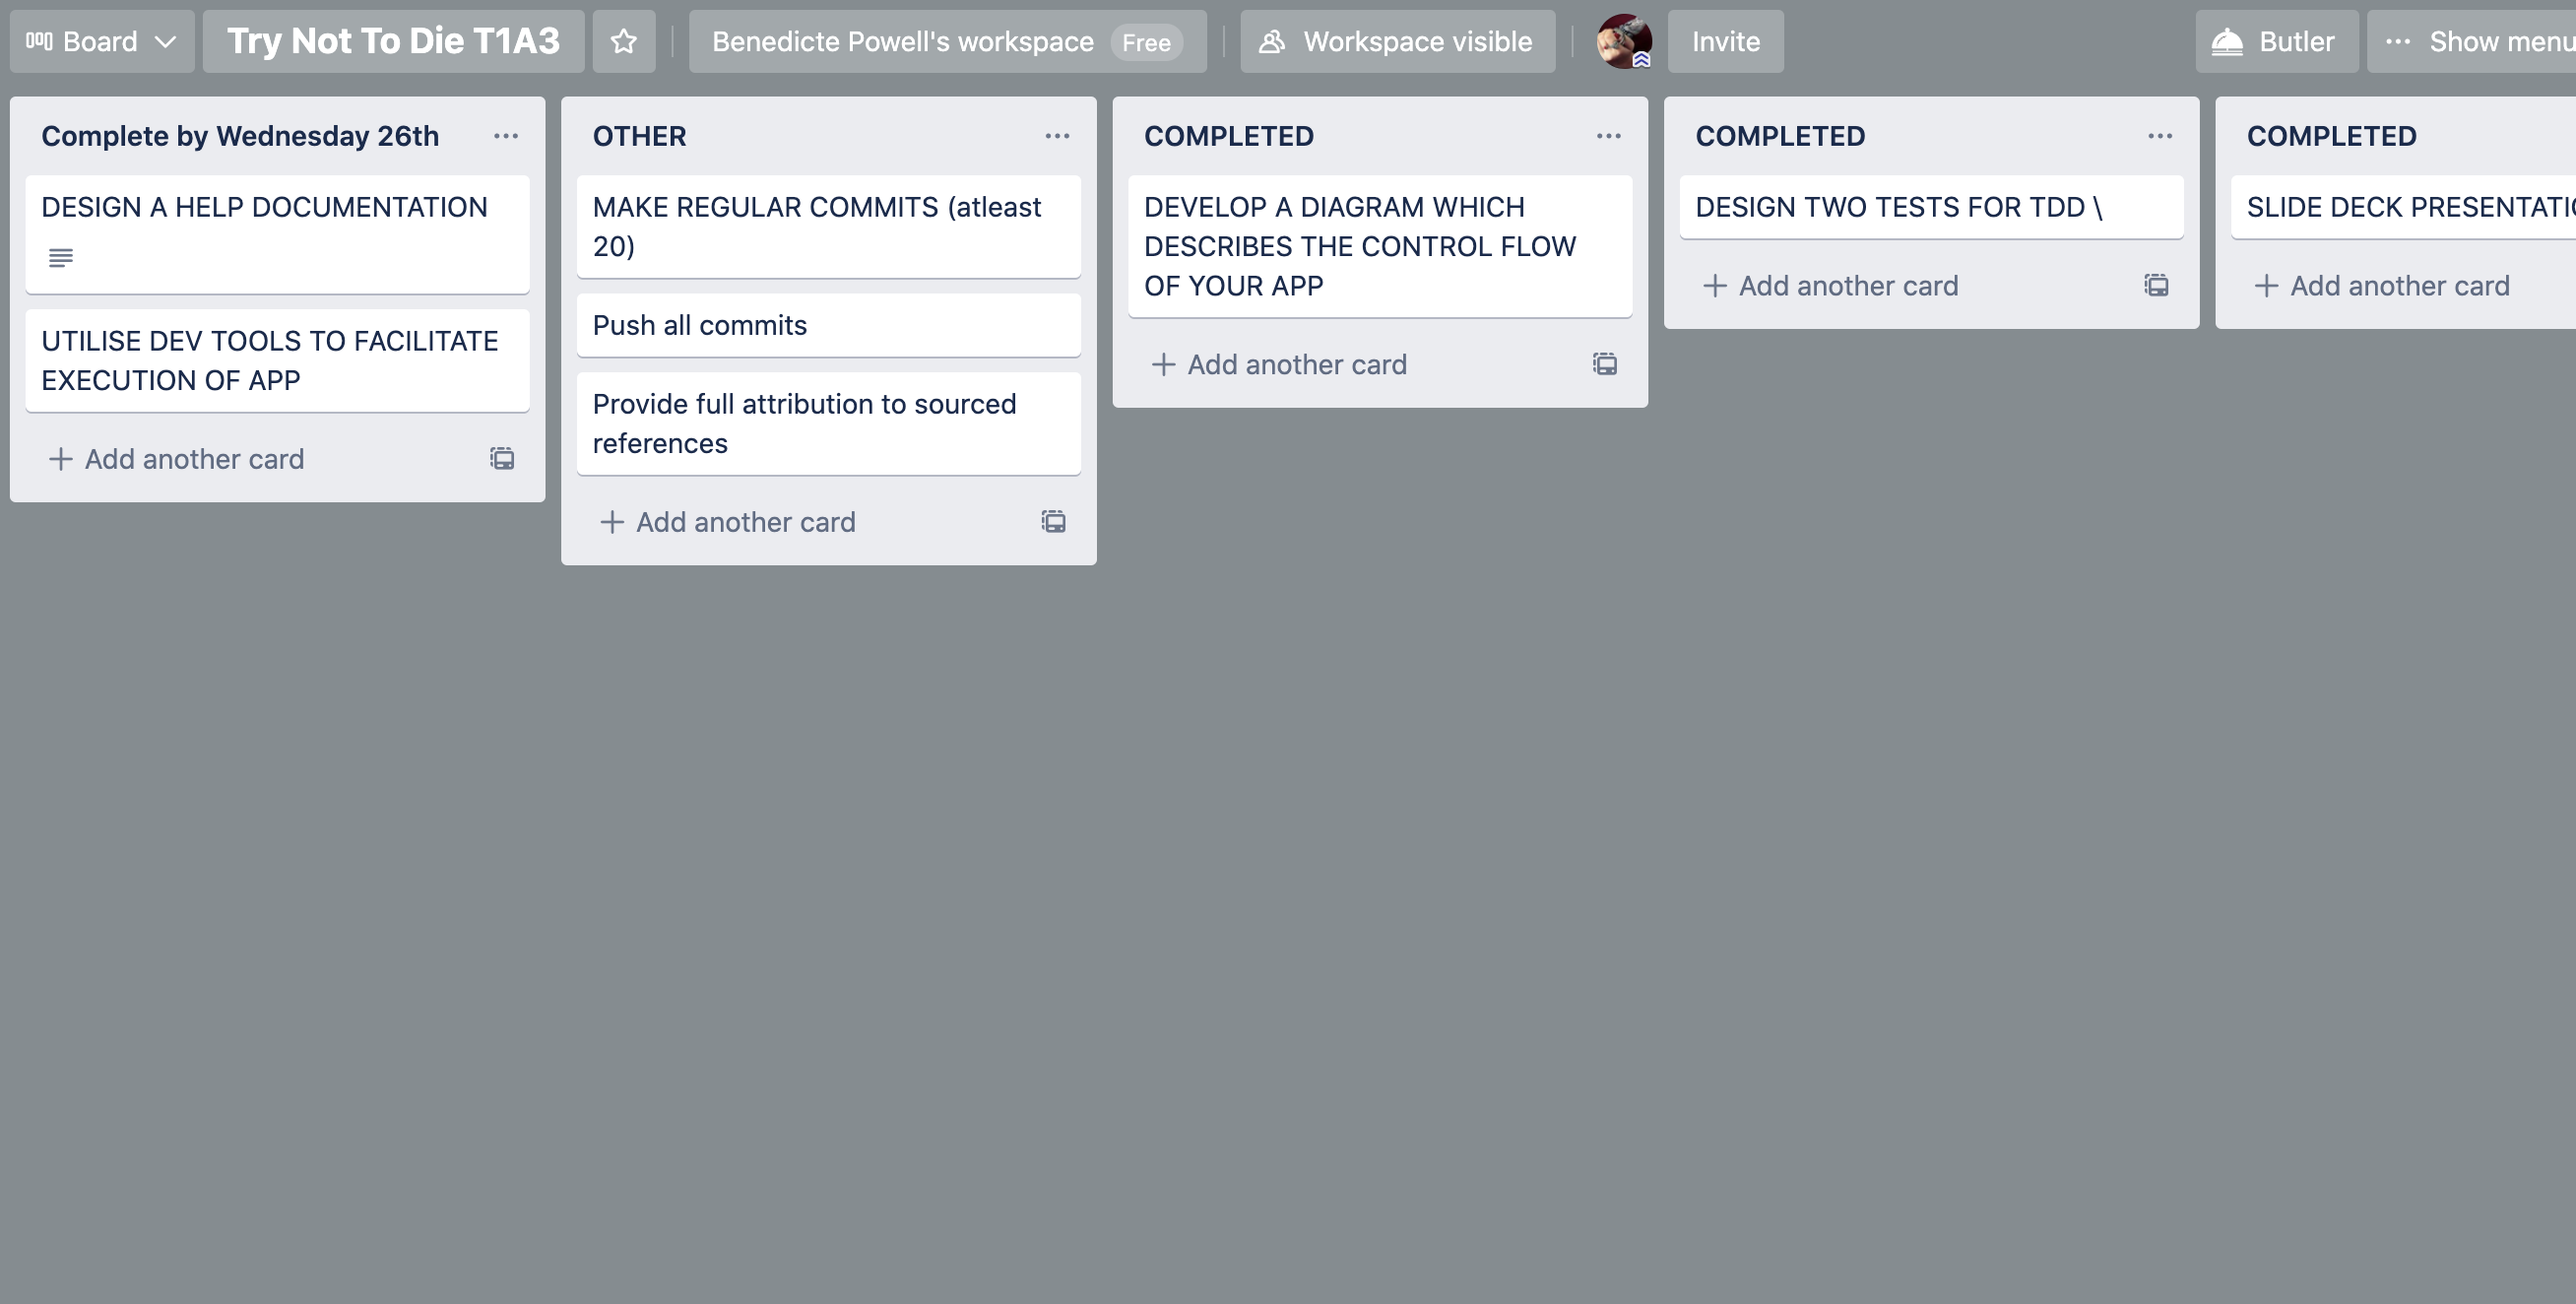 Board
Try Not To Die T1A3
Benedicte Powell's workspace Free
Workspace visible
Invite
Butler
Show menu
Complete by Wednesday 26th
DESIGN A HELP DOCUMENTATION
UTILISE DEV TOOLS TO FACILITATE
EXECUTION OF APP
Add another card
OTHER
MAKE REGULAR COMMITS (atleast
20)
Push all commits
Provide full attribution to sourced
references
Add another card
COMPLETED
DEVELOP A DIAGRAM WHICH
DESCRIBES THE CONTROL FLOW
OF YOUR APP
Add another card
COMPLETED
DESIGN TWO TESTS FOR TDD \
Add another card
COMPLETED
SLIDE DECK PRESENTATIO
Add another card